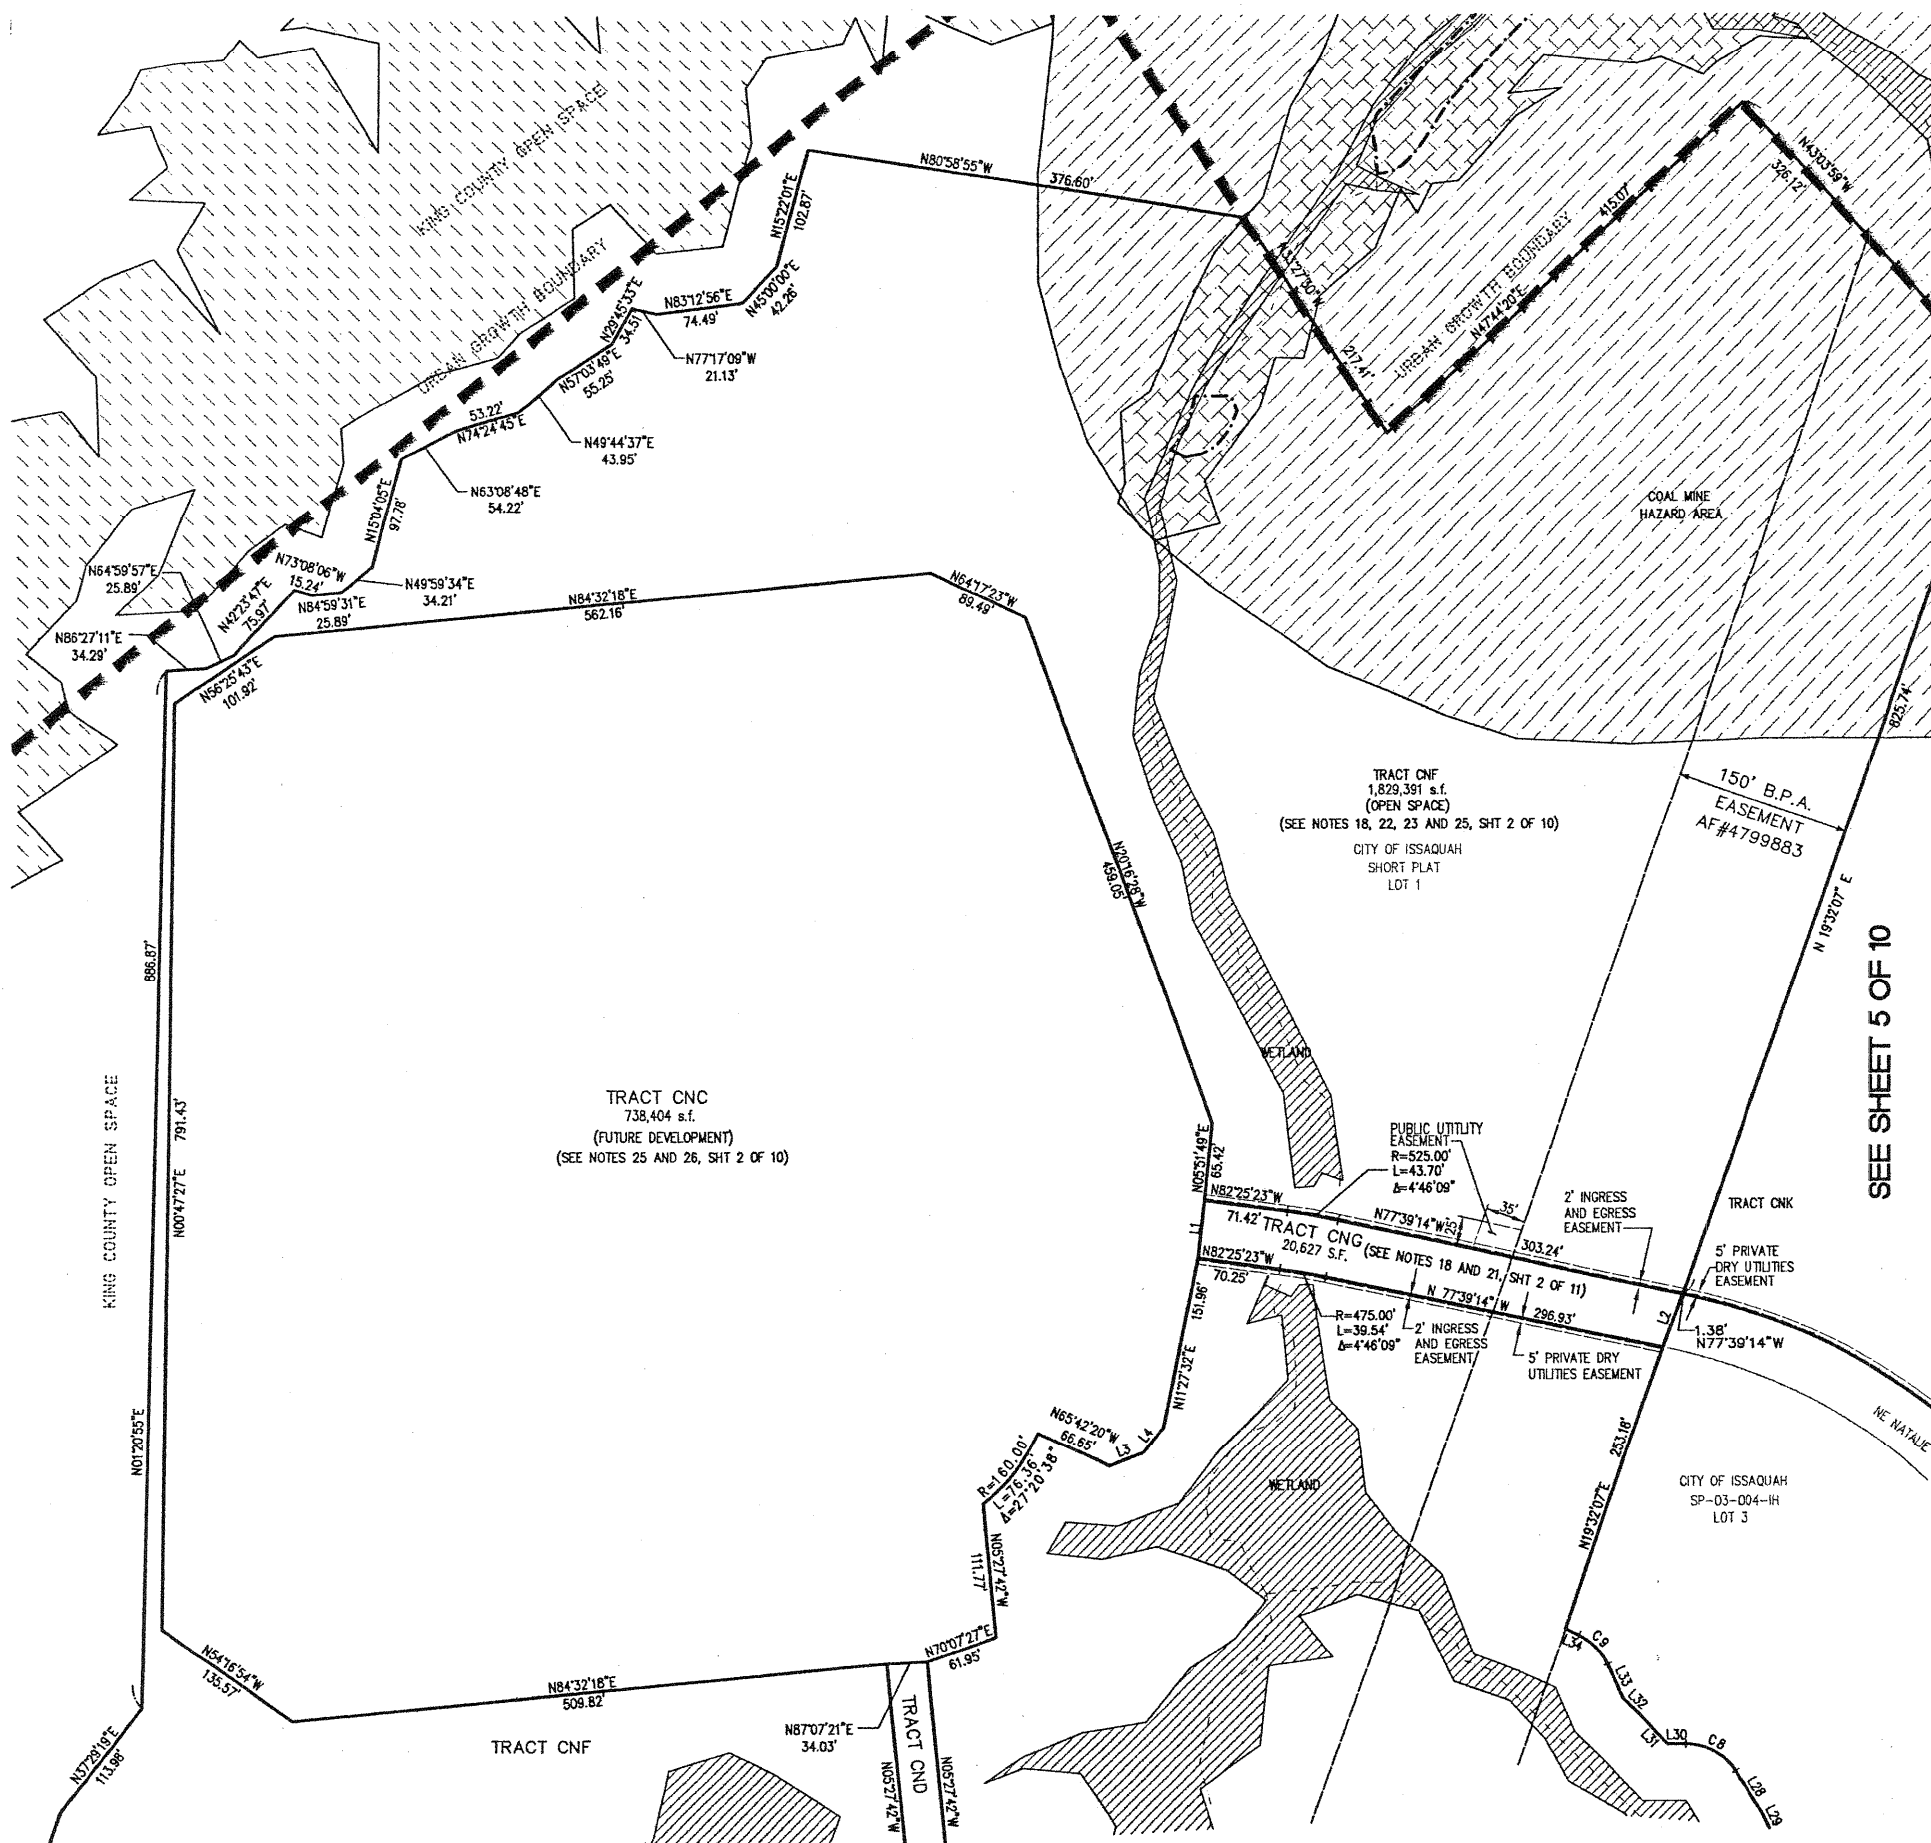 KING COUNTY OPEN SPACE
URBAN GROWTH BOUNDARY
N80°58'55"W
376.60'
N15°22'01"E
102.87'
N45°00'00"E
42.26'
N83°12'56"E
74.49'
N77°17'09"W
21.13'
N29°45'33"E
34.51'
N57°03'49"E
55.25'
N49°44'37"E
43.95'
53.22'
N74°24'45"E
N63°08'48"E
54.22'
N15°04'05"E
97.78'
N49°59'34"E
34.21'
N84°59'31"E
25.89'
N73°08'06"W
15.24'
N42°23'47"E
75.97'
N64°59'57"E
25.89'
N86°27'11"E
34.29'
N56°25'43"E
101.92'
N84°32'18"E
562.16'
N64°17'23"W
89.49'
217.41'
URBAN GROWTH BOUNDARY
N47°44'20"E
415.07'
N43°03'59"W
326.12'
COAL MINE
HAZARD AREA
825.74'
150' B.P.A.
EASEMENT
AF#4799883
TRACT CNF
1,829,391 s.f.
(OPEN SPACE)
(SEE NOTES 18, 22, 23 AND 25, SHT 2 OF 10)
CITY OF ISSAQUAH
SHORT PLAT
LOT 1
N20°16'28"W
459.05'
N 19°32'07" E
SEE SHEET 5 OF 10
886.87'
KING COUNTY OPEN SPACE
791.43'
N00°47'27"E
N01°20'55"E
TRACT CNC
738,404 s.f.
(FUTURE DEVELOPMENT)
(SEE NOTES 25 AND 26, SHT 2 OF 10)
WETLAND
N05°51'49"E
65.42'
PUBLIC UTITLITY
EASEMENT
R=525.00'
L=43.70'
Δ=4°46'09"
N82°25'23"W
71.42'
N77°39'14"W
25'
35'
303.24'
2' INGRESS
AND EGRESS
EASEMENT
TRACT CNK
5' PRIVATE
DRY UTILITIES
EASEMENT
TRACT CNG (SEE NOTES 18 AND 21, SHT 2 OF 11)
20,627 S.F.
L1
N82°25'23"W
70.25'
N 77°39'14" W
296.93'
R=475.00'
L=39.54'
Δ=4°46'09"
2' INGRESS
AND EGRESS
EASEMENT
5' PRIVATE DRY
UTILITIES EASEMENT
L2
1.38'
N77°39'14"W
NE NATALIE
151.96'
N11°27'32"E
N65°42'20"W
66.65'
L3
L4
R=160.00'
L=76.36'
Δ=27°20'38"
WETLAND
253.18'
N19°32'07"E
CITY OF ISSAQUAH
SP-03-004-IH
LOT 3
111.77'
N05°27'42"W
N70°07'27"E
61.95'
N54°16'54"W
135.57'
N84°32'18"E
509.82'
N87°07'21"E
34.03'
TRACT CNF
TRACT CND
N05°27'42"W
N05°27'42"W
N37°29'19"E
113.98'
L34
C9
L33
L32
L31
L30
C8
L28
L29